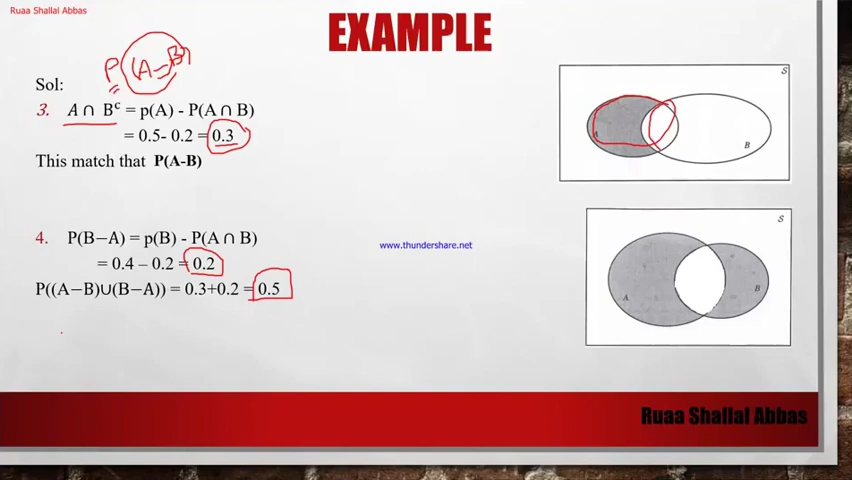 Ruaa Shallal Abbas
EXAMPLE
P (A-B)
Sol:
3. A ∩ Bᶜ = p(A) - P(A ∩ B)
= 0.5- 0.2 = 0.3
This match that P(A-B)
S
A
B
4. P(B−A) = p(B) - P(A ∩ B)
= 0.4 – 0.2 = 0.2
P((A−B)∪(B−A)) = 0.3+0.2 = 0.5
www.thundershare.net
S
A
B
Ruaa Shallal Abbas